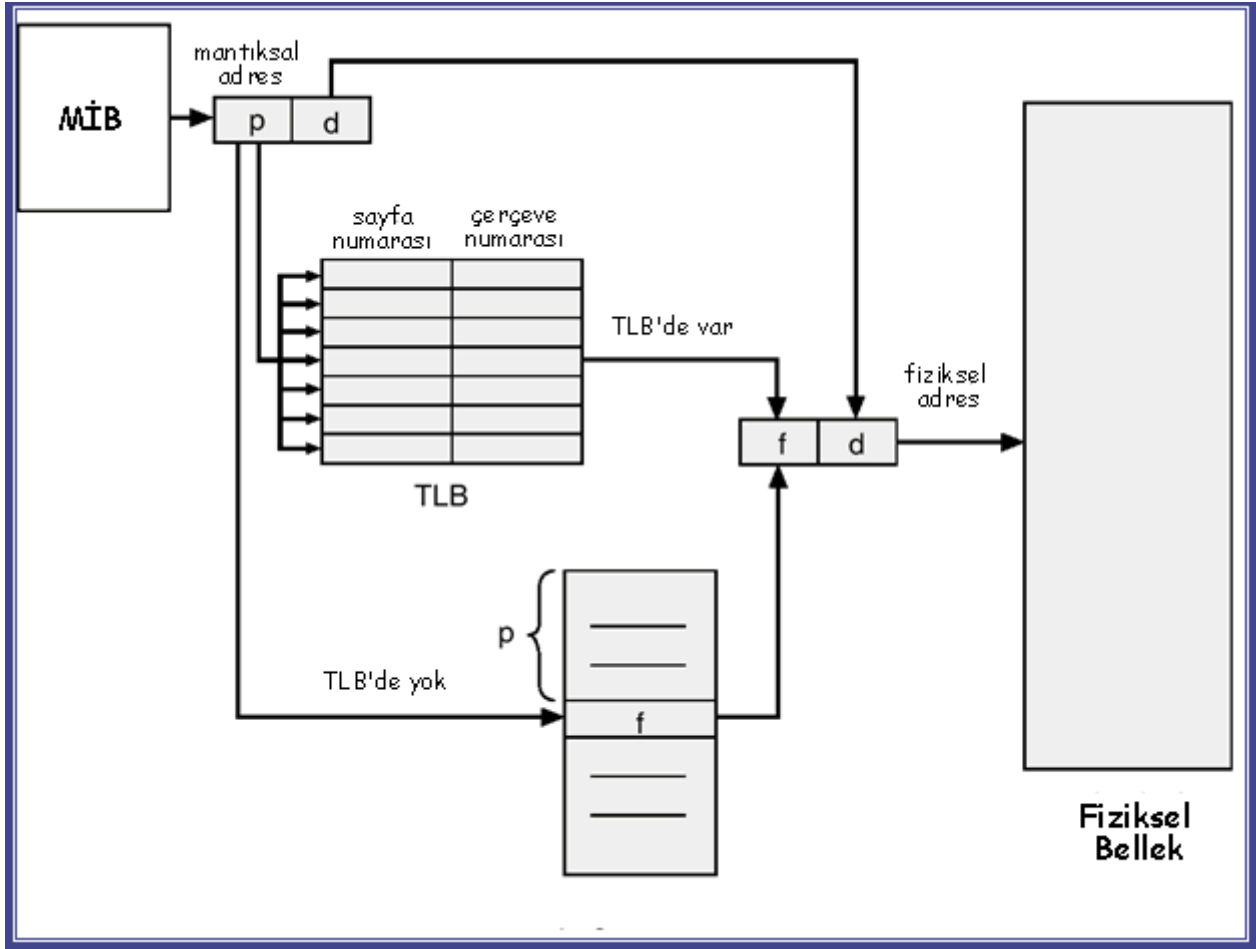 mantıksal
adres
MİB
p
d
sayfa
numarası
çerçeve
numarası
TLB'de var
fiziksel
adres
f
d
TLB
p
TLB'de yok
f
Fiziksel
Bellek